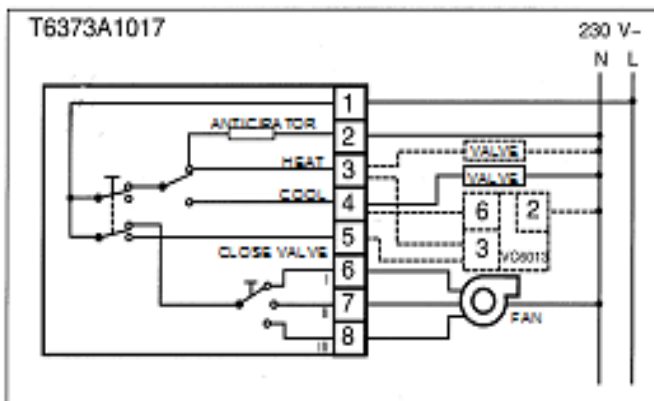 T6373A1017
230 V~
N L
1
ANTICIPATOR
2
HEAT
3
VALVE
VALVE
COOL
4
6
2
5
CLOSE VALVE
3
VC6013
6
I
7
II
FAN
8
III